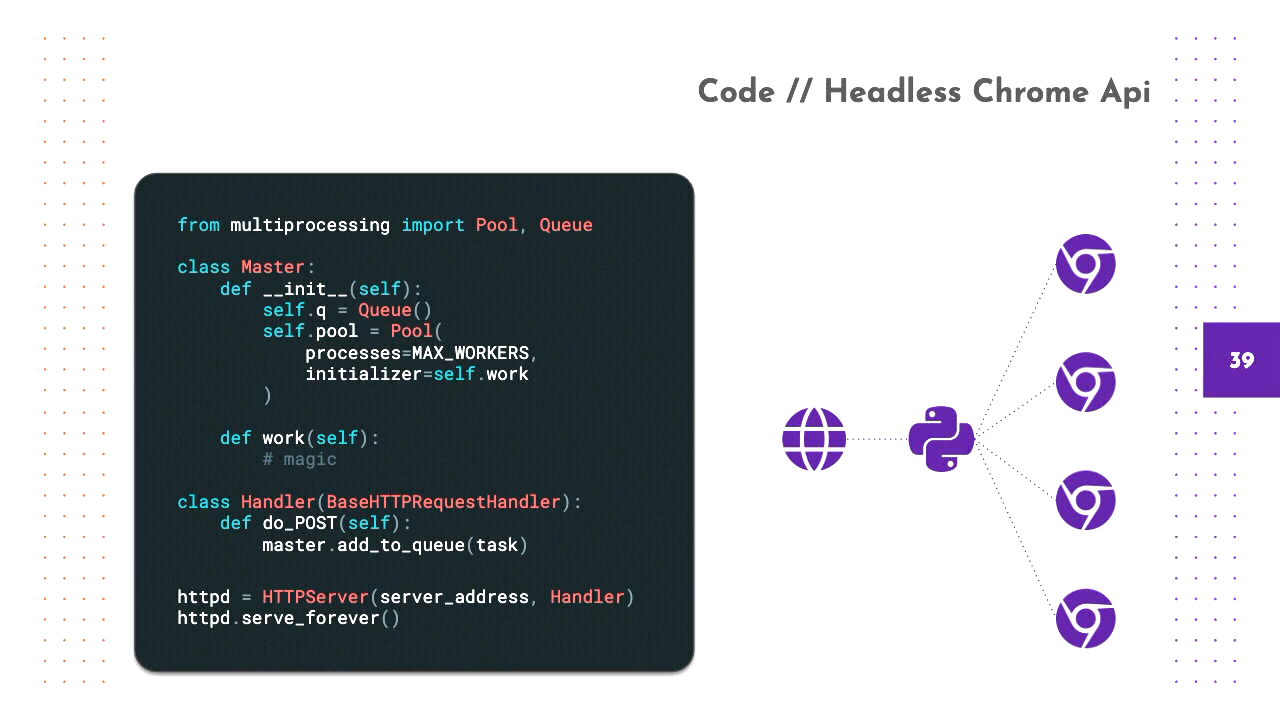 Code // Headless Chrome Api
from multiprocessing import Pool, Queue
class Master:
    def __init__(self):
        self.q = Queue()
        self.pool = Pool(
            processes=MAX_WORKERS,
            initializer=self.work
        )
    def work(self):
        # magic
class Handler(BaseHTTPRequestHandler):
    def do_POST(self):
        master.add_to_queue(task)
httpd = HTTPServer(server_address, Handler)
httpd.serve_forever()
39